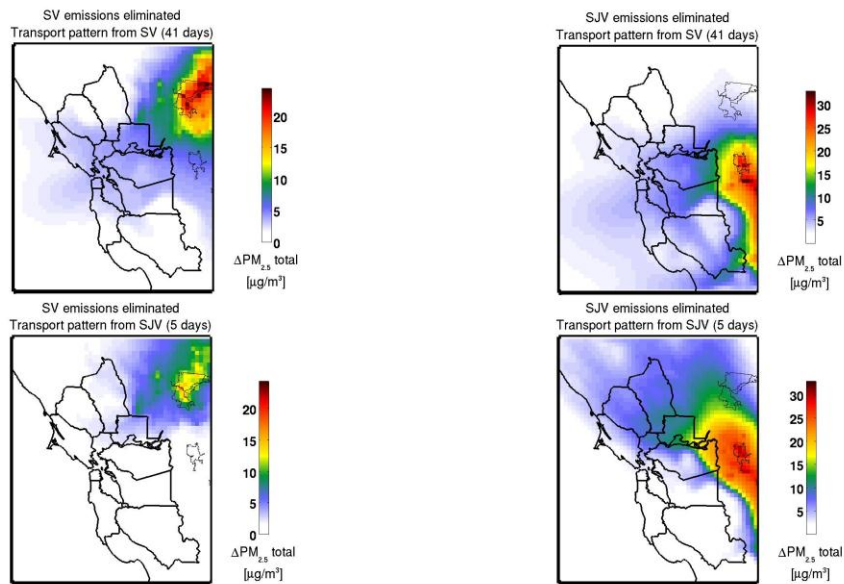 SV emissions eliminated
Transport pattern from SV (41 days)
20
15
10
5
0
ΔPM2.5 total
[μg/m³]
SJV emissions eliminated
Transport pattern from SV (41 days)
30
25
20
15
10
5
ΔPM2.5 total
[μg/m³]
SV emissions eliminated
Transport pattern from SJV (5 days)
20
15
10
5
0
ΔPM2.5 total
[μg/m³]
SJV emissions eliminated
Transport pattern from SJV (5 days)
30
25
20
15
10
5
ΔPM2.5 total
[μg/m³]